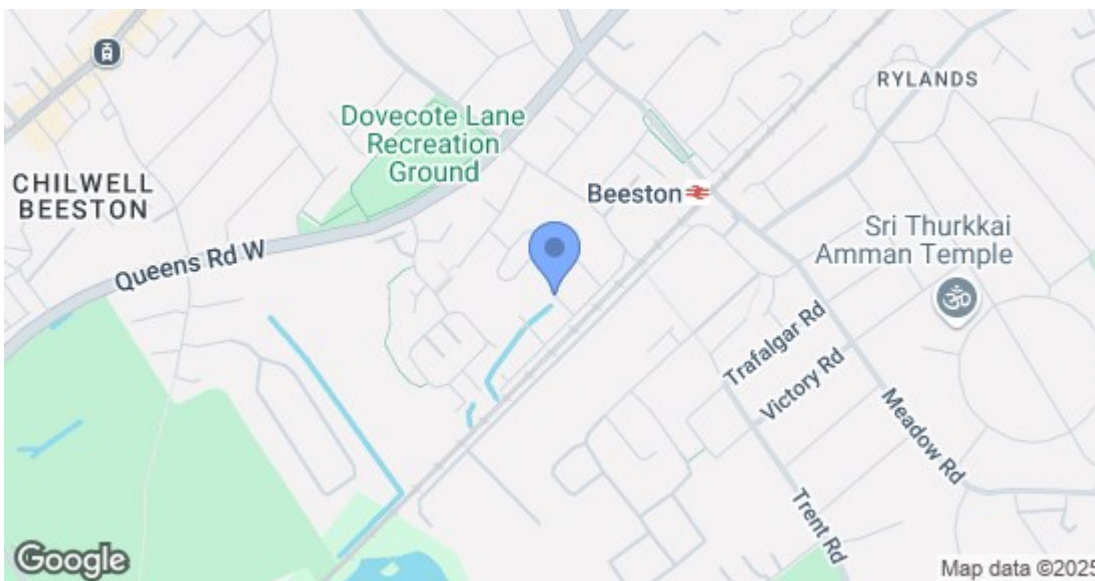 RYLANDS
Dovecote Lane
Recreation
Ground
CHILWELL
BEESTON
Beeston
Sri Thurkkai
Amman Temple
Queens Rd W
Trafalgar Rd
Victory Rd
Meadow Rd
Trent Rd
Google
Map data ©2025